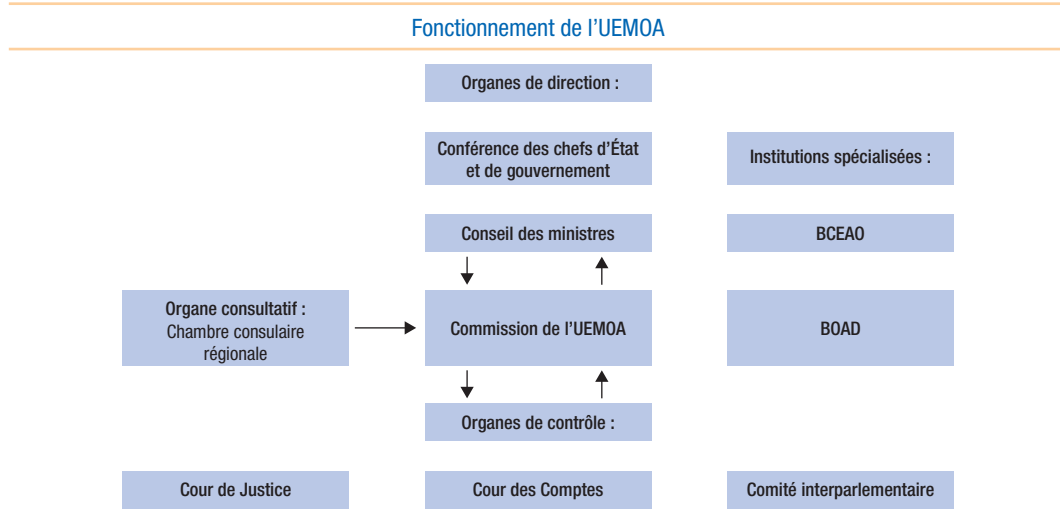 Fonctionnement de l'UEMOA
Organes de direction :
Conférence des chefs d'État
et de gouvernement
Institutions spécialisées :
Conseil des ministres
BCEAO
Organe consultatif :
Chambre consulaire
régionale
Commission de l'UEMOA
BOAD
Organes de contrôle :
Cour de Justice
Cour des Comptes
Comité interparlementaire